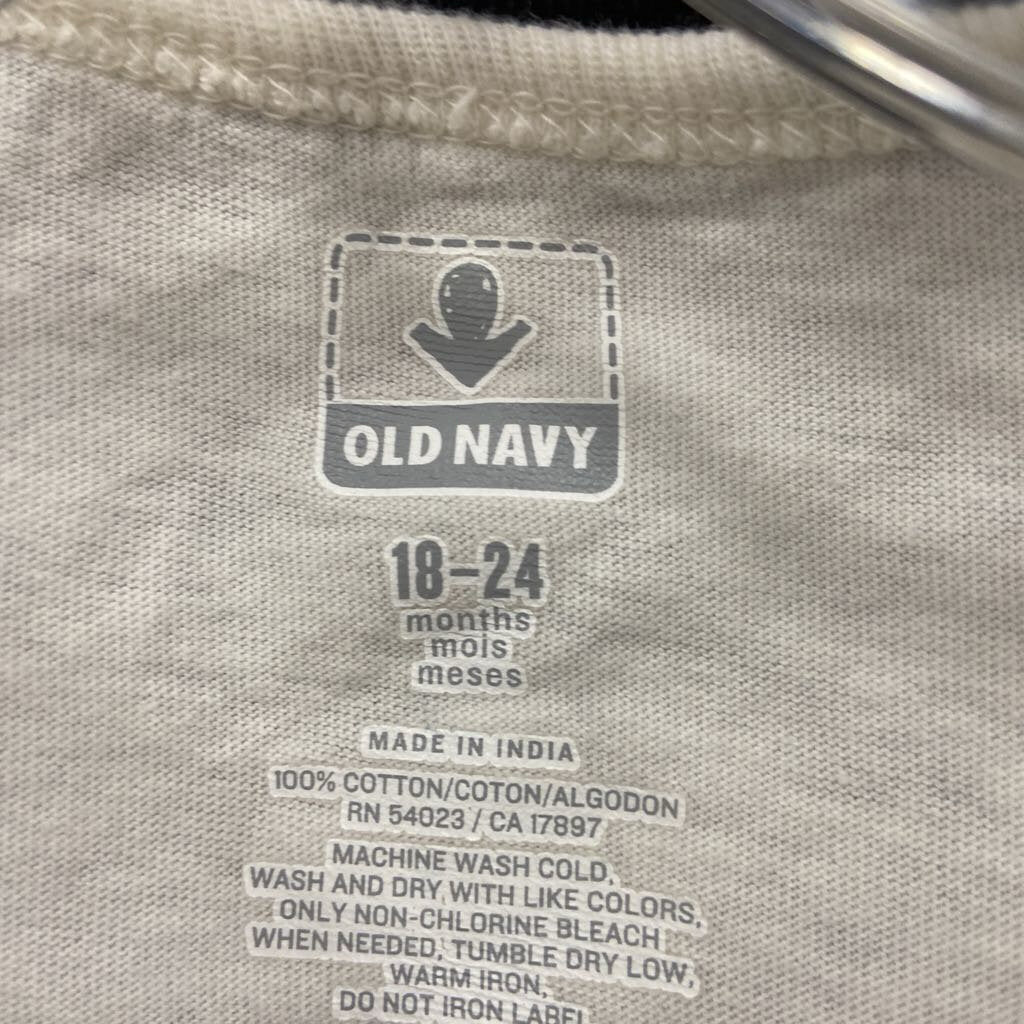 OLD NAVY
18-24
months
mois
meses
MADE IN INDIA
100% COTTON/COTON/ALGODON
RN 54023 / CA 17897
MACHINE WASH COLD,
WASH AND DRY WITH LIKE COLORS,
ONLY NON-CHLORINE BLEACH
WHEN NEEDED, TUMBLE DRY LOW,
WARM IRON,
DO NOT IRON LABEL